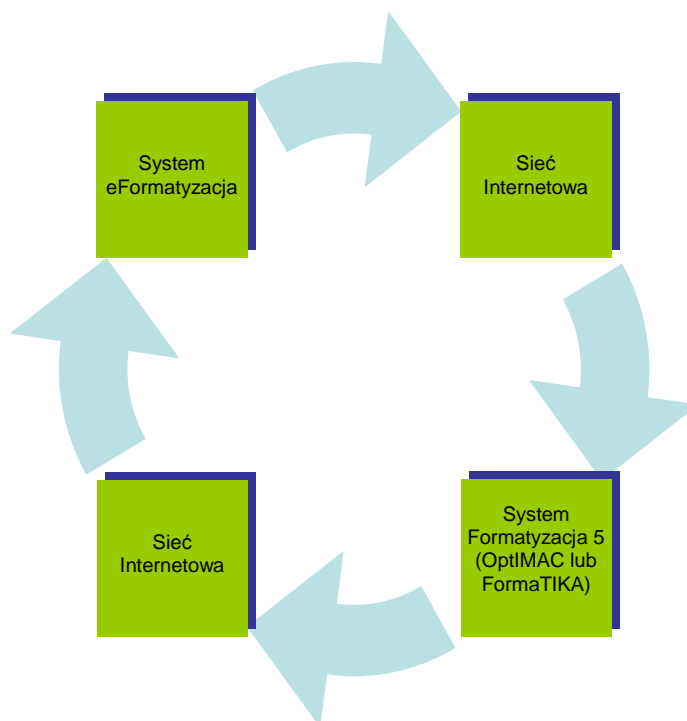 System
eFormatyzacja
Sieć
Internetowa
System
Formatyzacja 5
(OptIMAC lub
FormaTIKA)
Sieć
Internetowa